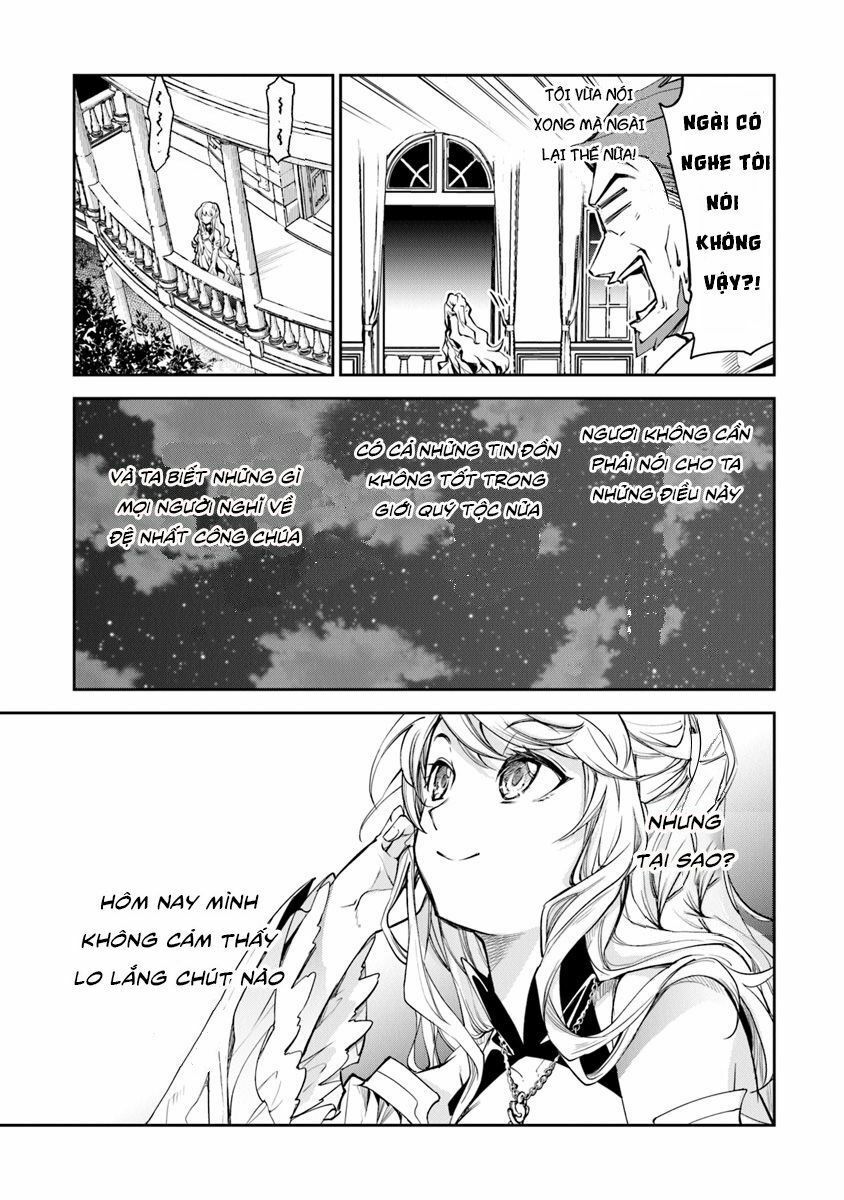 NGÀI CÓ
NGHE TÔI
NÓI
KHÔNG
VẬY?!
TÔI VỪA NÓI
XONG MÀ NGÀI
LẠI THẾ NỮA!
NGƯƠI KHÔNG CẦN
PHẢI NÓI CHO TA
NHỮNG ĐIỀU NÀY
CÓ CẢ NHỮNG TIN ĐỒN
KHÔNG TỐT TRONG
GIỚI QUÝ TỘC NỮA
VÀ TA BIẾT NHỮNG GÌ
MỌI NGƯỜI NGHĨ VỀ
ĐỆ NHẤT CÔNG CHÚA
NHƯNG
TẠI SAO?
HÔM NAY MÌNH
KHÔNG CẢM THẤY
LO LẮNG CHÚT NÀO